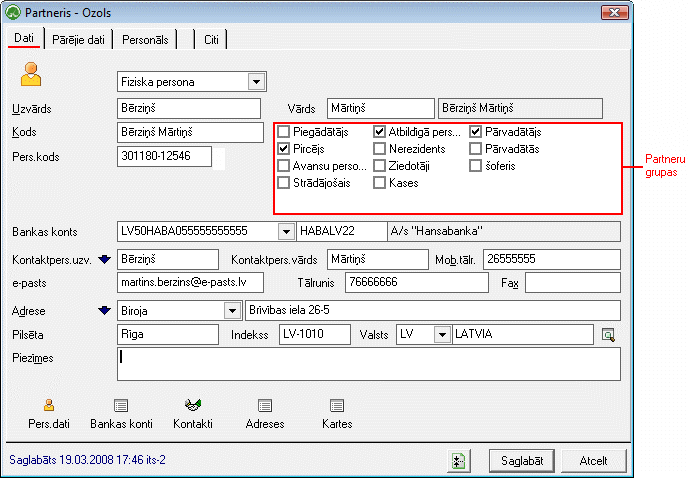 Partneris - Ozols
Dati Pārējie dati Personāls Citi
Fiziska persona
Uzvārds Bērziņš Vārds Mārtiņš Bērziņš Mārtiņš
Kods Bērziņš Mārtiņš
Pers.kods 301180-12546
Piegādātājs Atbildīgā pers... Pārvadātājs
Pircējs Nerezidents Pārvadātās
Avansu perso... Ziedotāji šoferis
Strādājošais Kases
Partneru
grupas
Bankas konts LV50HABA055555555555 HABALV22 A/s "Hansabanka"
Kontaktpers.uzv. Bērziņš Kontaktpers.vārds Mārtiņš Mob.tālr. 26555555
e-pasts martins.berzins@e-pasts.lv Tālrunis 76666666 Fax
Adrese Biroja Brīvības iela 26-5
Pilsēta Rīga Indekss LV-1010 Valsts LV LATVIA
Piezīmes
Pers.dati Bankas konti Kontakti Adreses Kartes
Saglabāts 19.03.2008 17:46 its-2 Saglabāt Atcelt